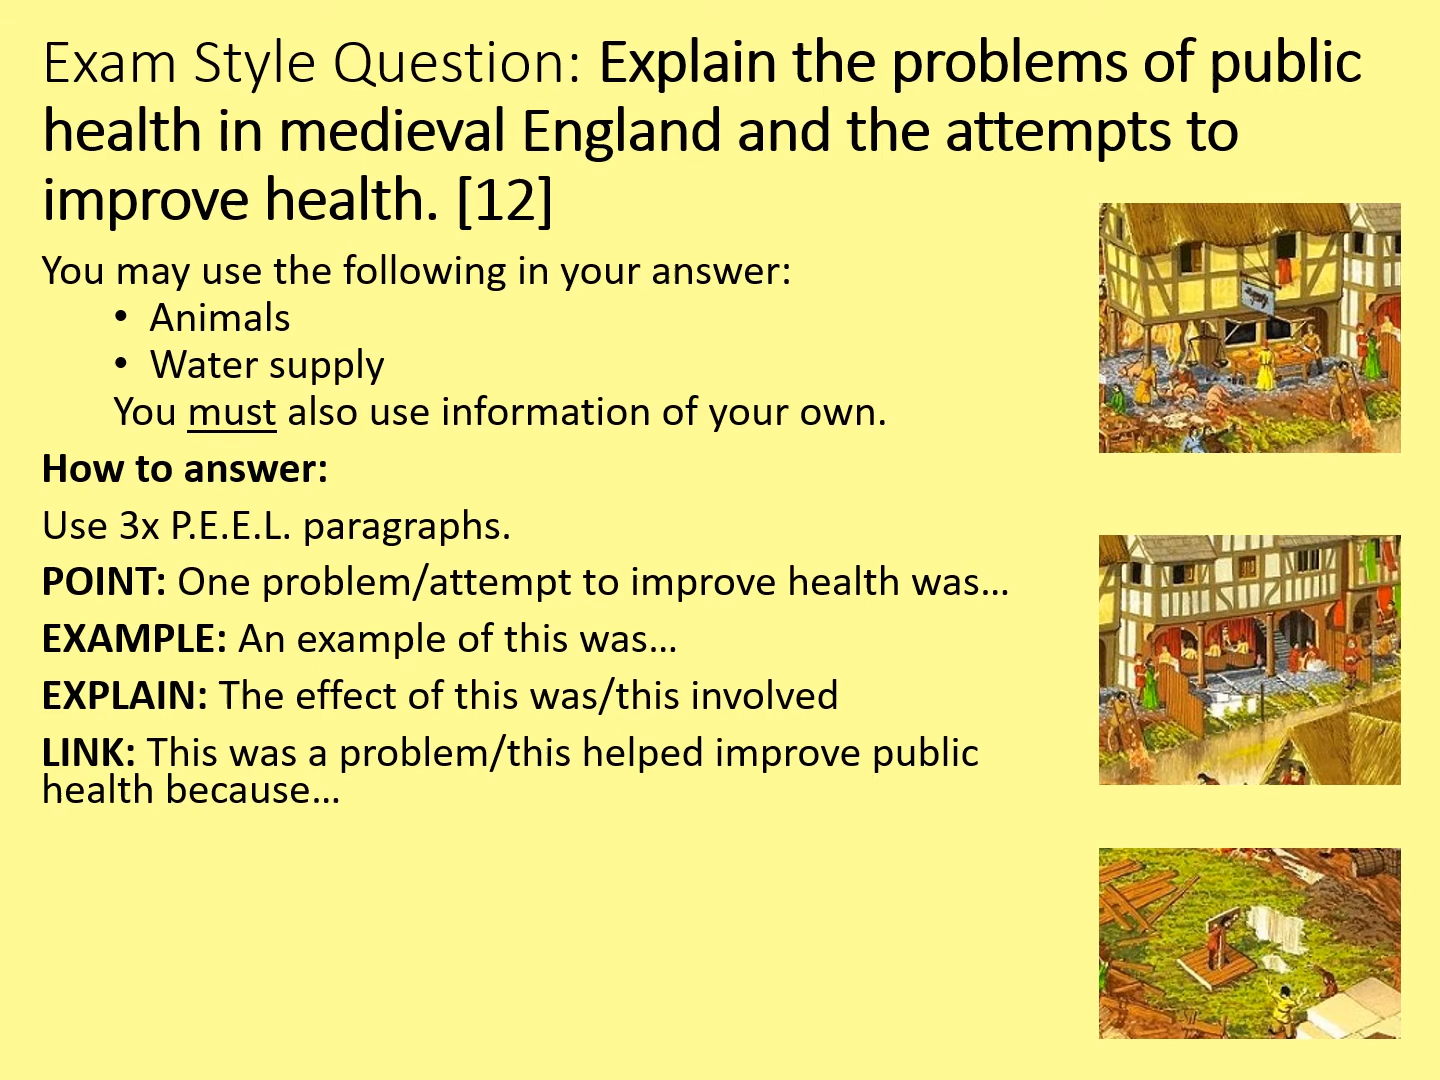 Exam Style Question: Explain the problems of public
health in medieval England and the attempts to
improve health. [12]
You may use the following in your answer:
• Animals
• Water supply
You must also use information of your own.
How to answer:
Use 3x P.E.E.L. paragraphs.
POINT: One problem/attempt to improve health was…
EXAMPLE: An example of this was…
EXPLAIN: The effect of this was/this involved
LINK: This was a problem/this helped improve public
health because…